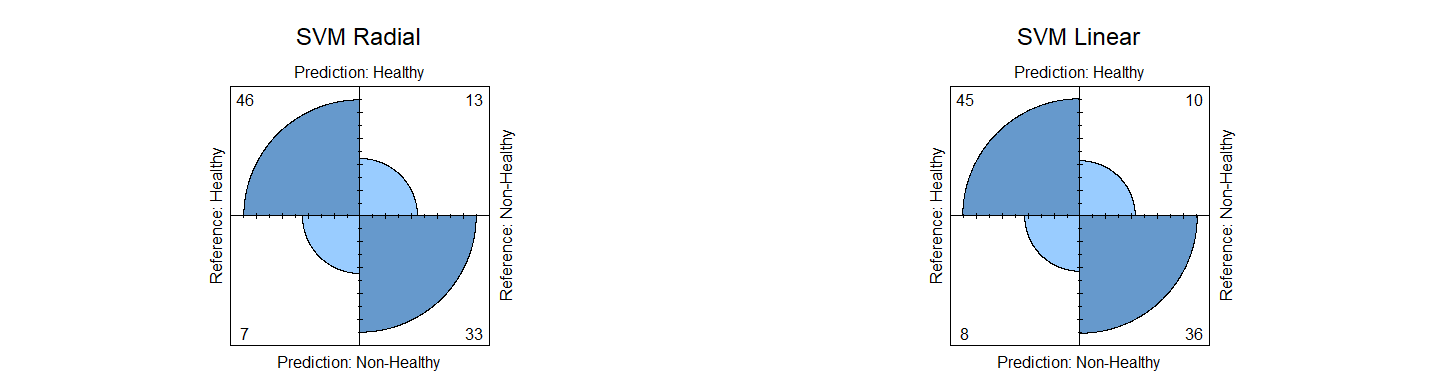 SVM Radial
Prediction: Healthy
46
13
Reference: Healthy
Reference: Non-Healthy
7
33
Prediction: Non-Healthy
SVM Linear
Prediction: Healthy
45
10
Reference: Healthy
Reference: Non-Healthy
8
36
Prediction: Non-Healthy